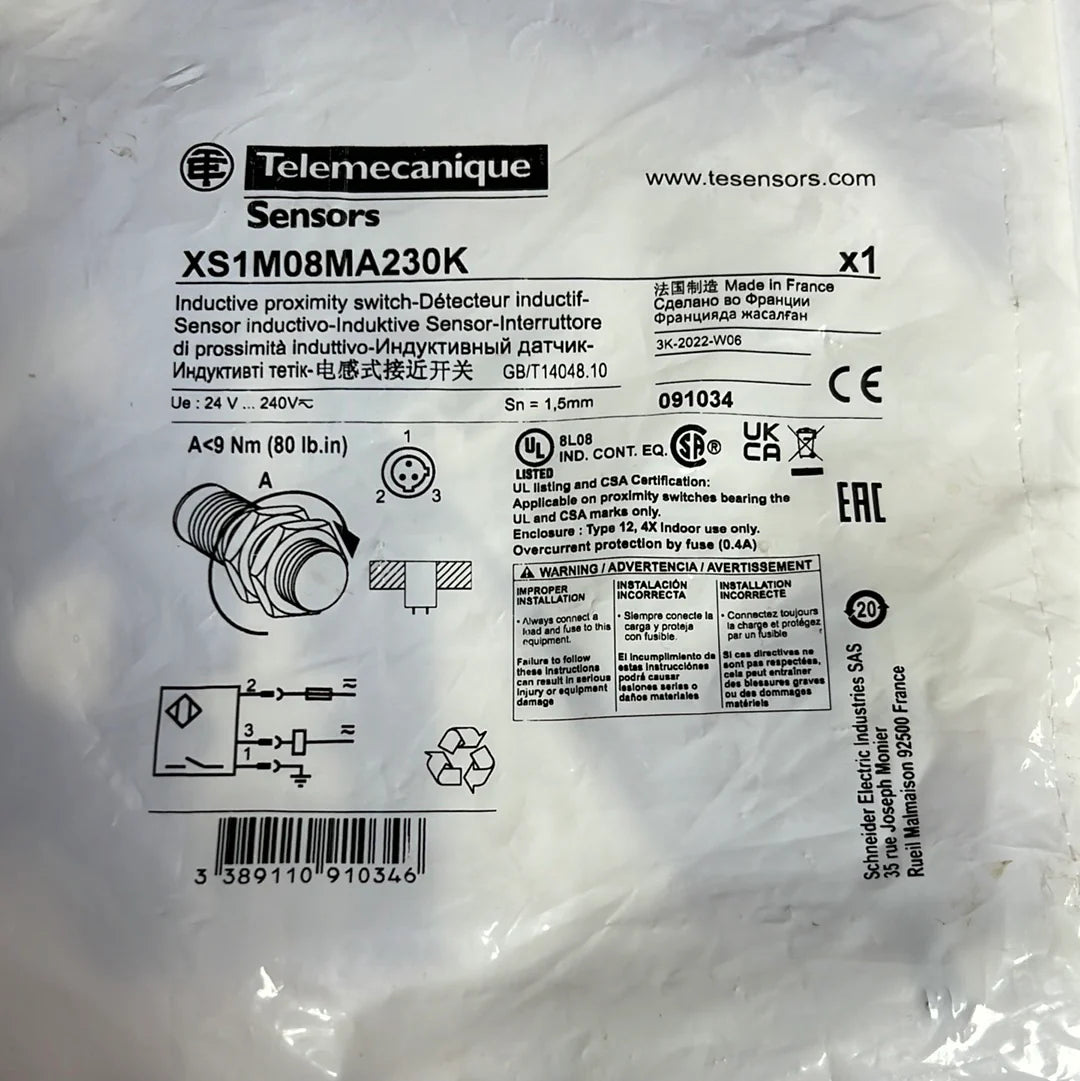 Telemecanique
Sensors
www.tesensors.com
XS1M08MA230K
x1
Inductive proximity switch-Détecteur inductif-
Sensor inductivo-Induktive Sensor-Interruttore
di prossimità induttivo-Индуктивный датчик-
Индуктивті тетік-电感式接近开关 GB/T14048.10
法国制造 Made in France
Сделано во Франции
Францияда жасалған
3K-2022-W06
091034
CE
Ue : 24 V ... 240V≂
Sn = 1,5mm
A<9 Nm (80 lb.in)
A
1
2
3
UL
LISTED
8L08
IND. CONT. EQ.
SA®
UK
CA
EAC
UL listing and CSA Certification:
Applicable on proximity switches bearing the
UL and CSA marks only.
Enclosure : Type 12, 4X Indoor use only.
Overcurrent protection by fuse (0.4A)
WARNING / ADVERTENCIA / AVERTISSEMENT
IMPROPER
INSTALLATION
• Always connect a
load and fuse to this
equipment.
Failure to follow
these instructions
can result in serious
injury or equipment
damage
INSTALACIÓN
INCORRECTA
• Siempre conecte la
carga y proteja
con fusible.
El incumplimiento de
estas instrucciónes
podrá causar
lesiones serias o
daños materiales
INSTALLATION
INCORRECTE
• Connectez toujours
la charge et protégez
par un fusible
Si ces directives ne
sont pas respectées,
cela peut entraîner
des blessures graves
ou des dommages
matériels
20
Schneider Electric Industries SAS
35 rue Joseph Monier
Rueil Malmaison 92500 France
2
≂
3
≂
1
3 389110 910346